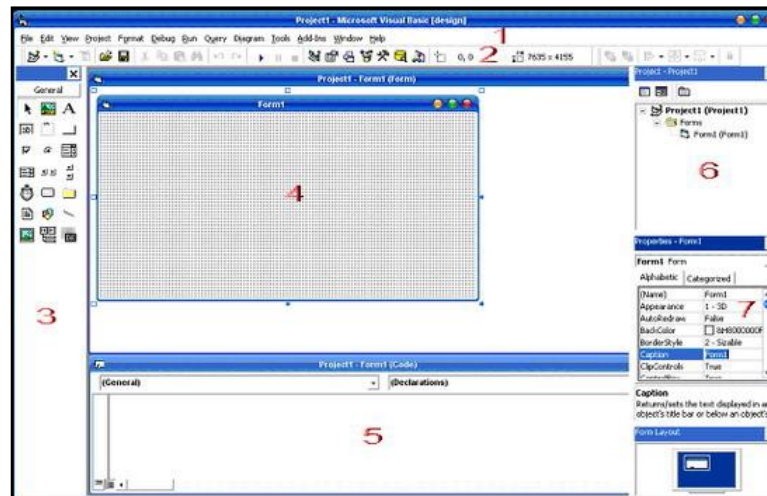 Project1 - Microsoft Visual Basic [design]
File Edit View Project Format Debug Run Query Diagram Tools Add-Ins Window Help
1
2
0, 0 7635 x 4155
General
3
Project1 - Form1 (Form)
Form1
4
Project1 - Form1 (Code)
(General) (Declarations)
5
Project - Project1
Project1 (Project1)
Forms
Form1 (Form1)
6
Properties - Form1
Form1 Form
Alphabetic Categorized
(Name) Form1
Appearance 1 - 3D
AutoRedraw False
BackColor &H8000000F
BorderStyle 2 - Sizable
Caption Form1
ClipControls True
7
Caption
Returns/sets the text displayed in an
object's title bar or below an object's
Form Layout